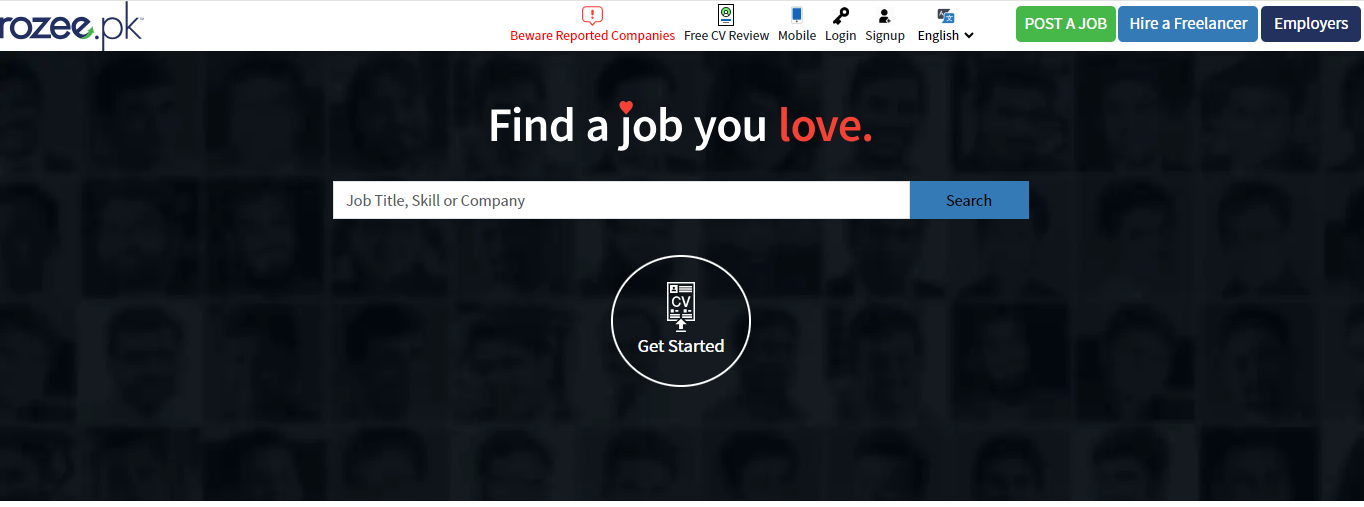 rozee.pk™
Beware Reported Companies
Free CV Review
Mobile
Login
Signup
English
POST A JOB
Hire a Freelancer
Employers
Find a job you love.
Job Title, Skill or Company
Search
CV
Get Started